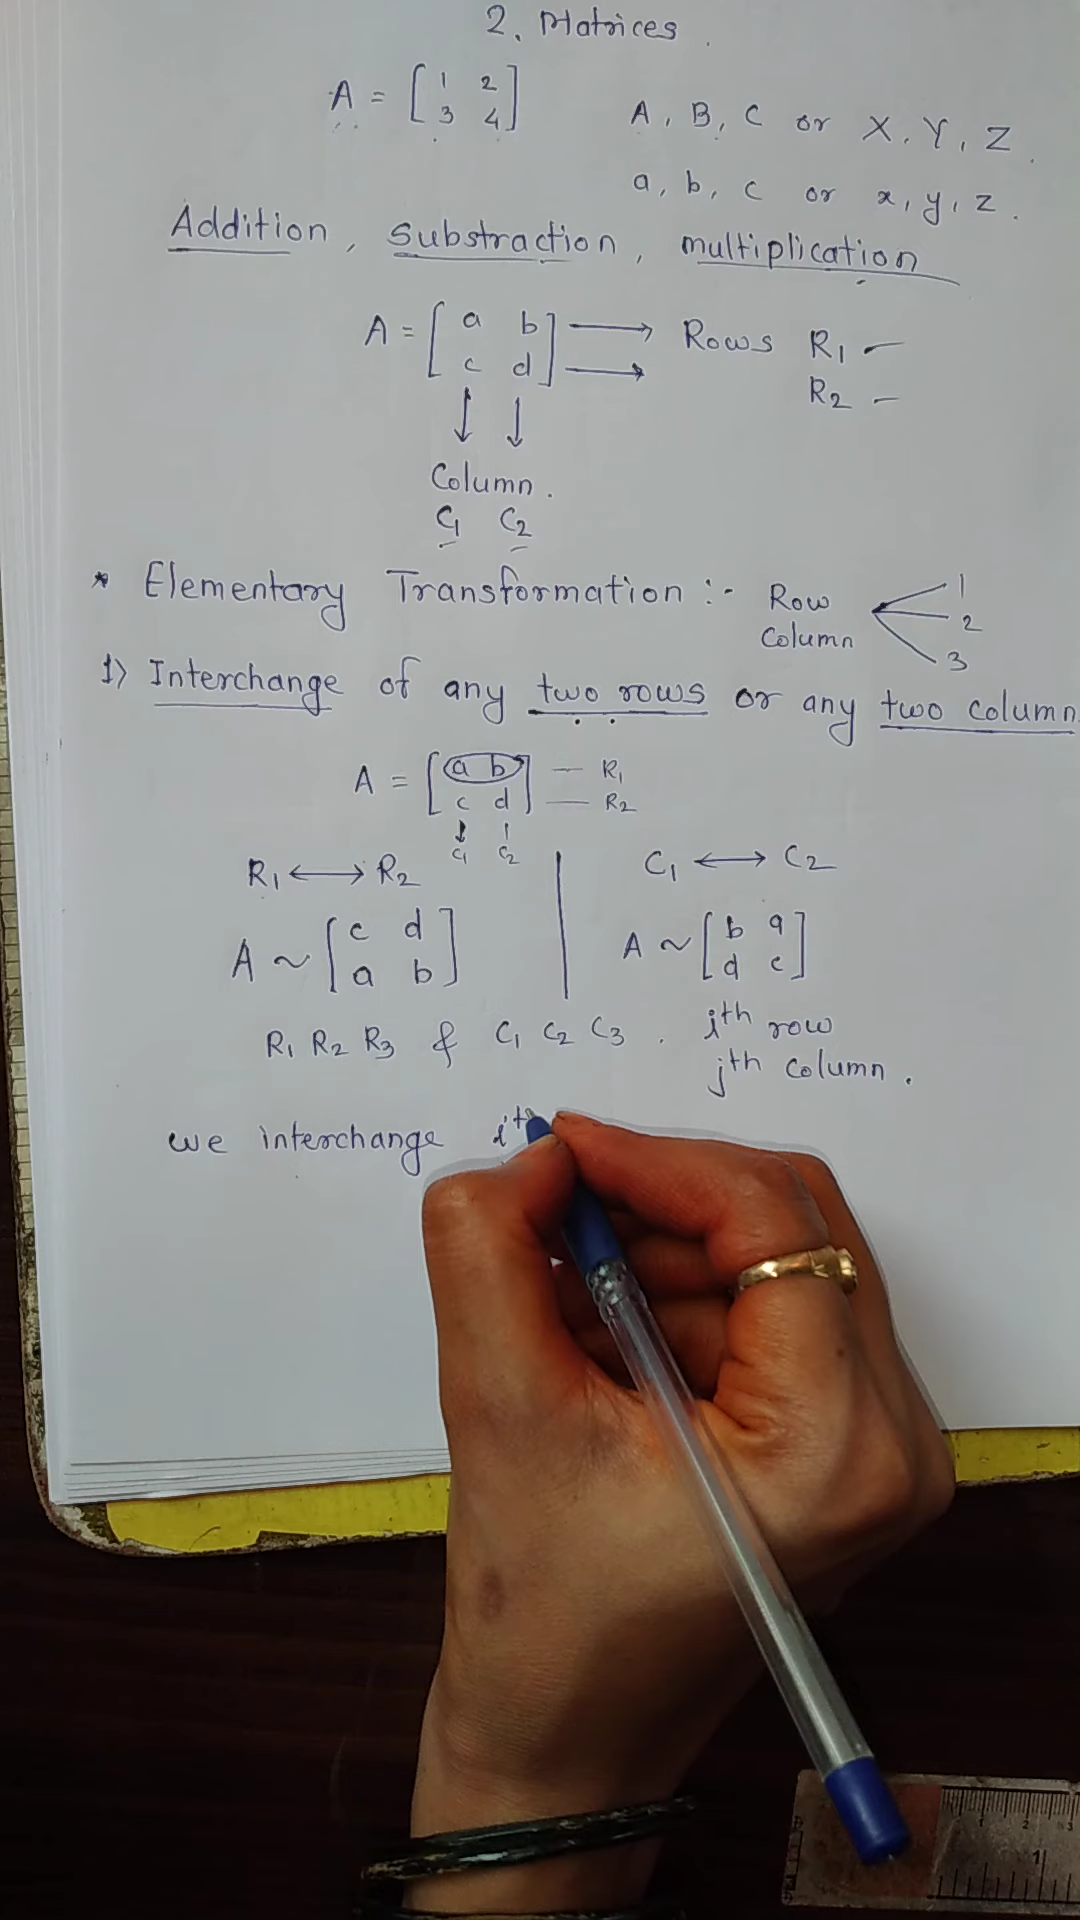 2. Matrices.
A = [ 1 2
3 4 ]
A, B, C or X, Y, Z.
a, b, c or x, y, z.
Addition, substraction, multiplication
A = [ a b
c d ] → Rows R1 –
→ R2 –
↓ ↓
Column.
C1 C2
* Elementary Transformation :- Row
Column
1
2
3
1) Interchange of any two rows or any two column
A = [ a b ] — R1
c d — R2
C1 C2
R1 ↔ R2
A ~ [ c d
a b ]
C1 ↔ C2
A ~ [ b a
d c ]
R1 R2 R3 & C1 C2 C3. ith row
jth column.
we interchange it